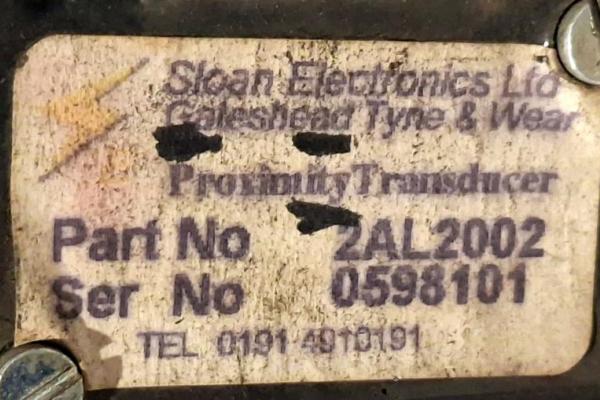 Sloan Electronics Ltd
Gateshead Tyne & Wear
Proximity Transducer
Part No 2AL2002
Ser No 0598101
TEL 0191 4910191